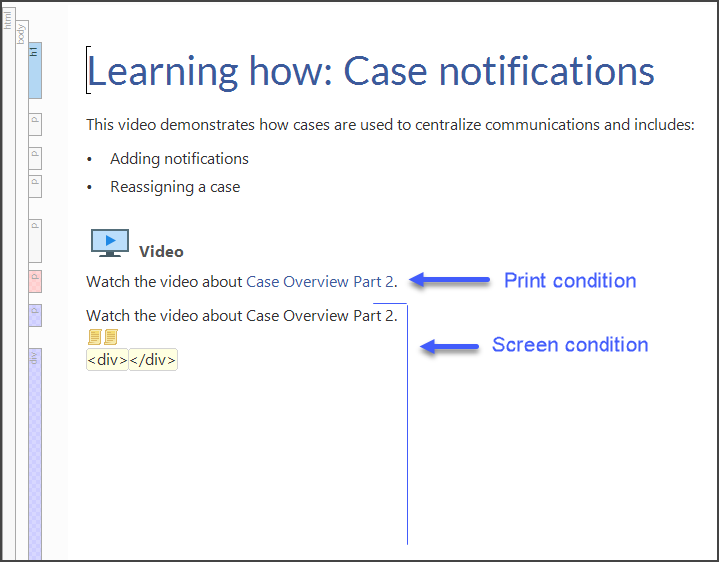 html
body
h1
Learning how: Case notifications
p
This video demonstrates how cases are used to centralize communications and includes:
p
• Adding notifications
p
• Reassigning a case
p
Video
p
Watch the video about Case Overview Part 2.
Print condition
p
Watch the video about Case Overview Part 2.
Screen condition
div
<div></div>